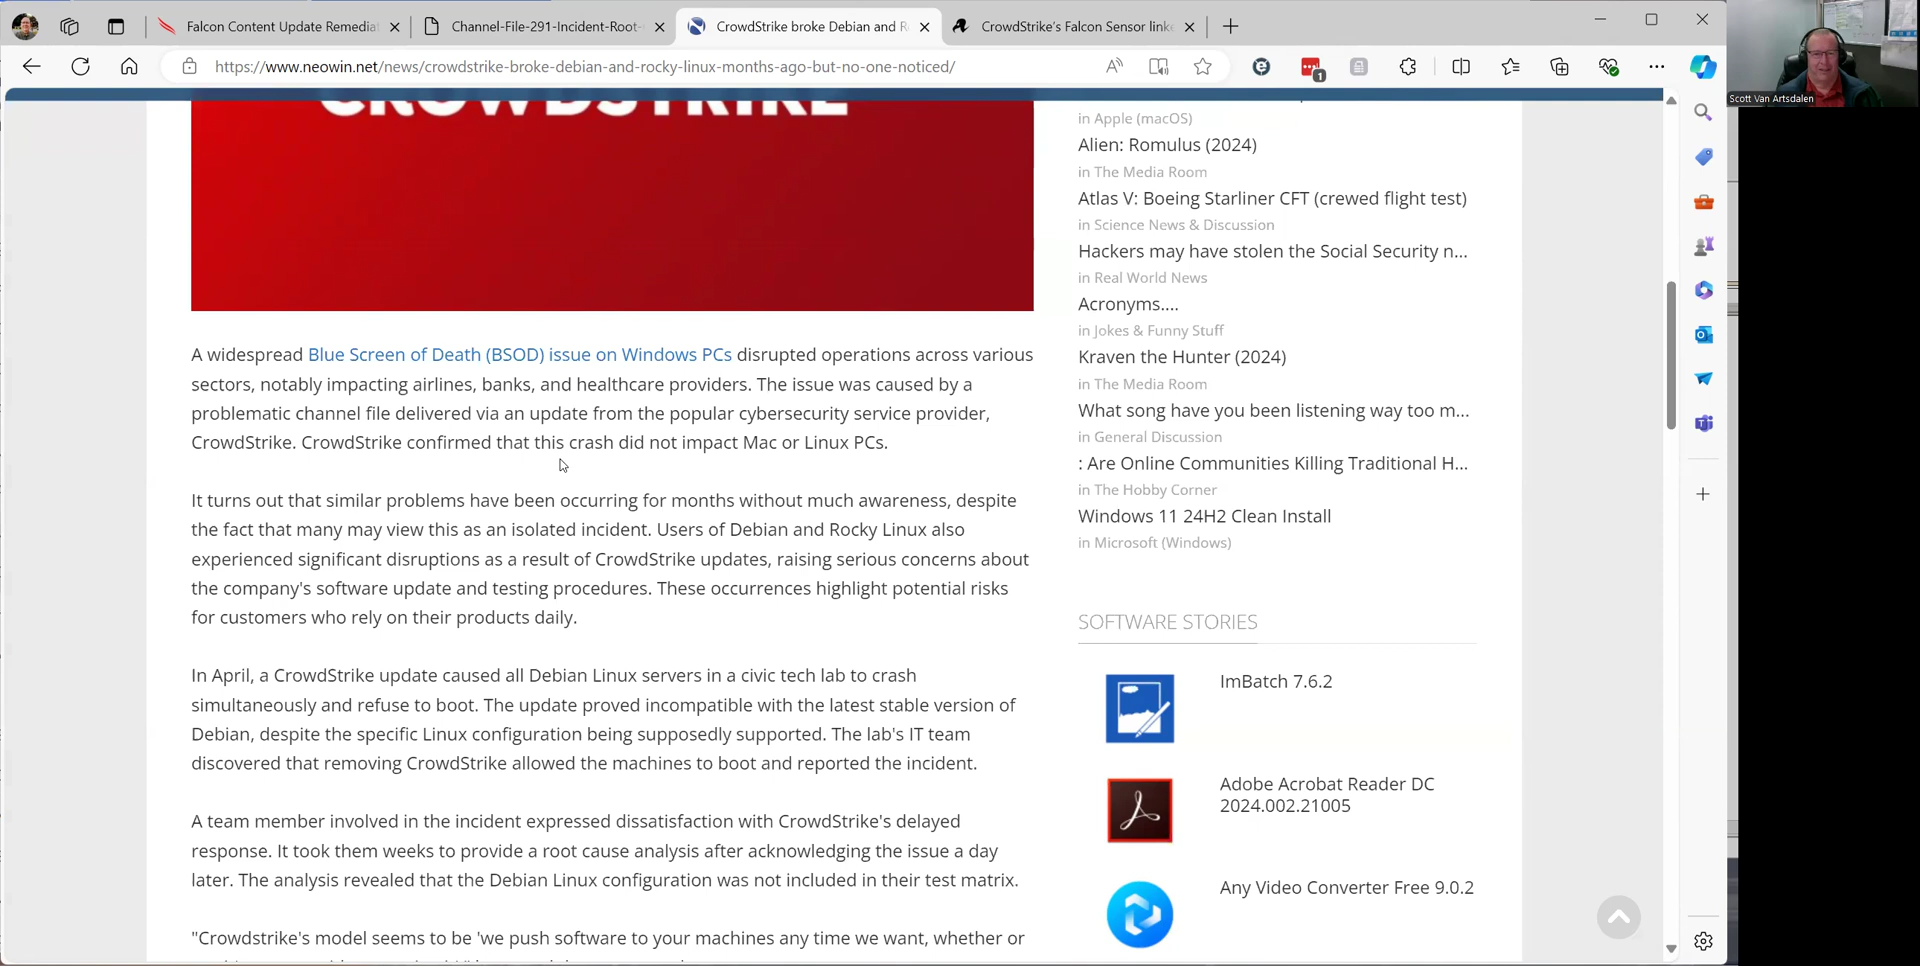 Falcon Content Update Remediat
Channel-File-291-Incident-Root-
CrowdStrike broke Debian and R
CrowdStrike's Falcon Sensor linke
https://www.neowin.net/news/crowdstrike-broke-debian-and-rocky-linux-months-ago-but-no-one-noticed/
1
Scott Van Artsdalen
CROWDSTRIKE
A widespread Blue Screen of Death (BSOD) issue on Windows PCs disrupted operations across various
sectors, notably impacting airlines, banks, and healthcare providers. The issue was caused by a
problematic channel file delivered via an update from the popular cybersecurity service provider,
CrowdStrike. CrowdStrike confirmed that this crash did not impact Mac or Linux PCs.
It turns out that similar problems have been occurring for months without much awareness, despite
the fact that many may view this as an isolated incident. Users of Debian and Rocky Linux also
experienced significant disruptions as a result of CrowdStrike updates, raising serious concerns about
the company's software update and testing procedures. These occurrences highlight potential risks
for customers who rely on their products daily.
In April, a CrowdStrike update caused all Debian Linux servers in a civic tech lab to crash
simultaneously and refuse to boot. The update proved incompatible with the latest stable version of
Debian, despite the specific Linux configuration being supposedly supported. The lab's IT team
discovered that removing CrowdStrike allowed the machines to boot and reported the incident.
A team member involved in the incident expressed dissatisfaction with CrowdStrike's delayed
response. It took them weeks to provide a root cause analysis after acknowledging the issue a day
later. The analysis revealed that the Debian Linux configuration was not included in their test matrix.
"Crowdstrike's model seems to be 'we push software to your machines any time we want, whether or
in Apple (macOS)
Alien: Romulus (2024)
in The Media Room
Atlas V: Boeing Starliner CFT (crewed flight test)
in Science News & Discussion
Hackers may have stolen the Social Security n...
in Real World News
Acronyms....
in Jokes & Funny Stuff
Kraven the Hunter (2024)
in The Media Room
What song have you been listening way too m...
in General Discussion
: Are Online Communities Killing Traditional H...
in The Hobby Corner
Windows 11 24H2 Clean Install
in Microsoft (Windows)
SOFTWARE STORIES
ImBatch 7.6.2
Adobe Acrobat Reader DC
2024.002.21005
Any Video Converter Free 9.0.2